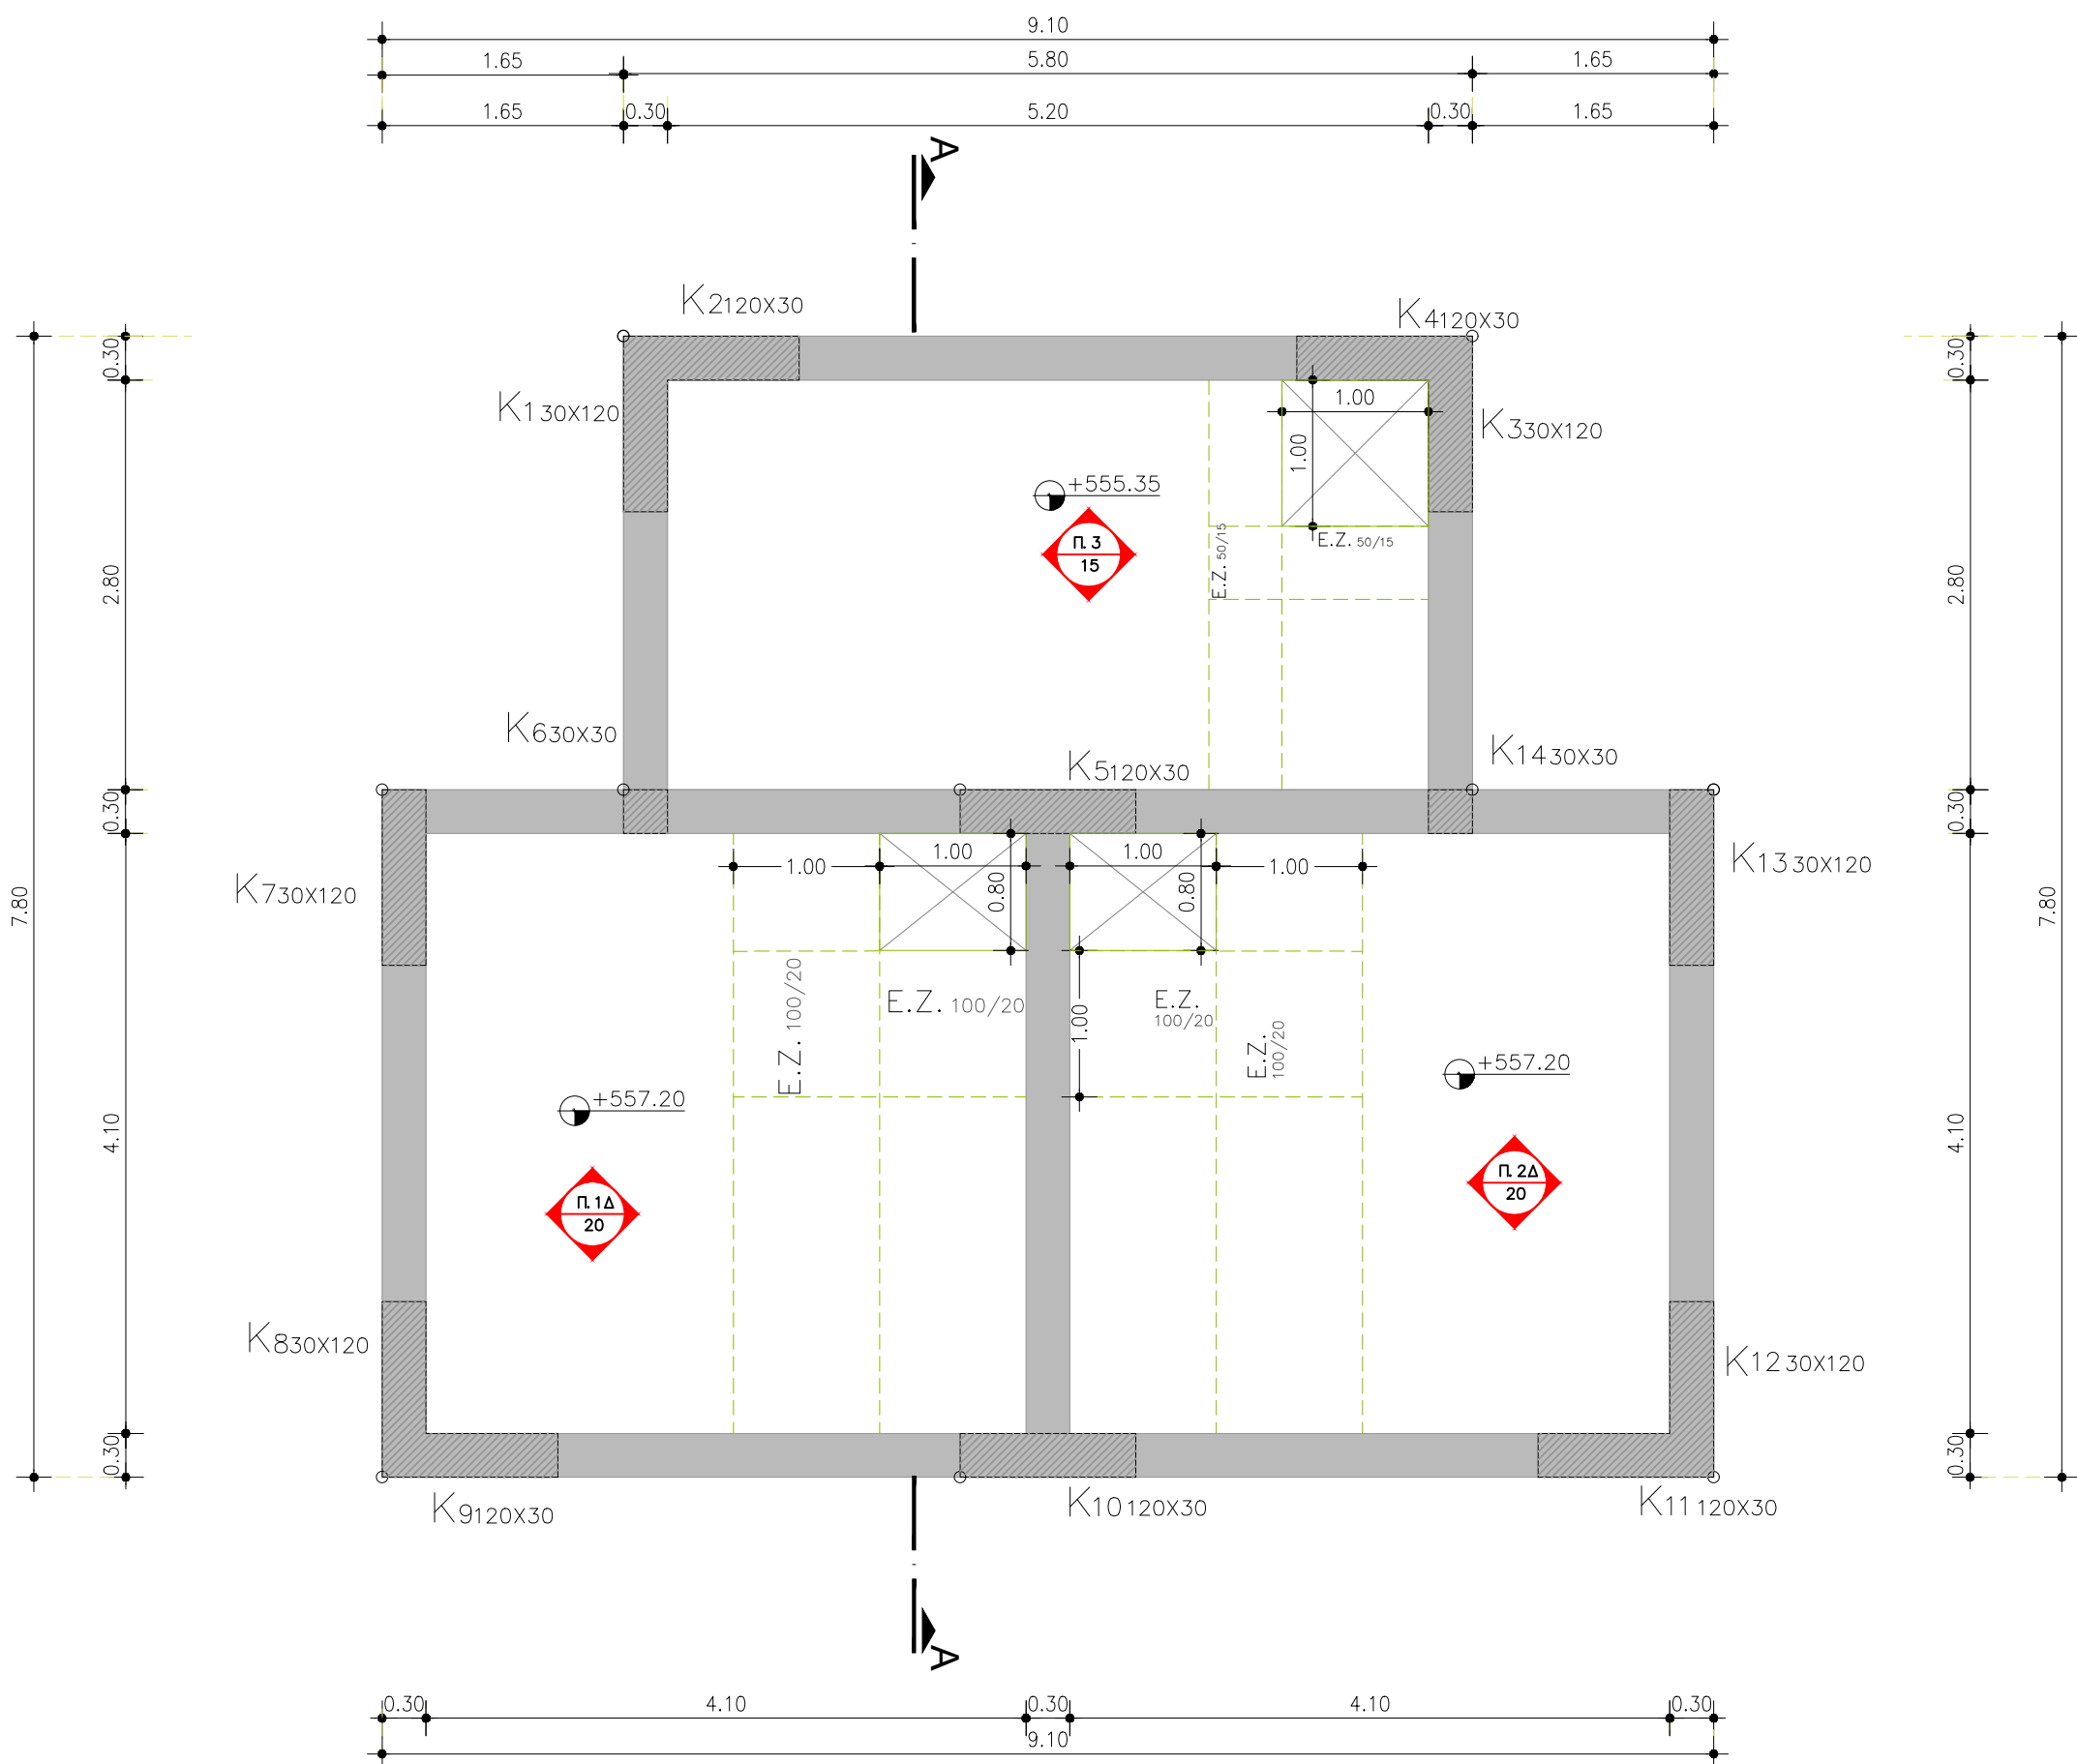 9.10
1.65
5.80
1.65
1.65
0.30
5.20
0.30
1.65
A
K2120X30
K4120X30
0.30
0.30
K130X120
1.00
K330X120
1.00
+555.35
E.Z. 50/15
E.Z. 50/15
Π. 3
15
2.80
2.80
K630X30
K1430X30
K5120X30
0.30
0.30
K730X120
K1330X120
1.00
1.00
1.00
1.00
0.80
0.80
7.80
7.80
E.Z. 100/20
E.Z. 100/20
E.Z.
100/20
1.00
E.Z.
100/20
+557.20
+557.20
4.10
4.10
Π. 1Δ
20
Π. 2Δ
20
K830X120
K1230X120
0.30
0.30
K9120X30
K10120X30
K11120X30
A
0.30
4.10
0.30
4.10
0.30
9.10